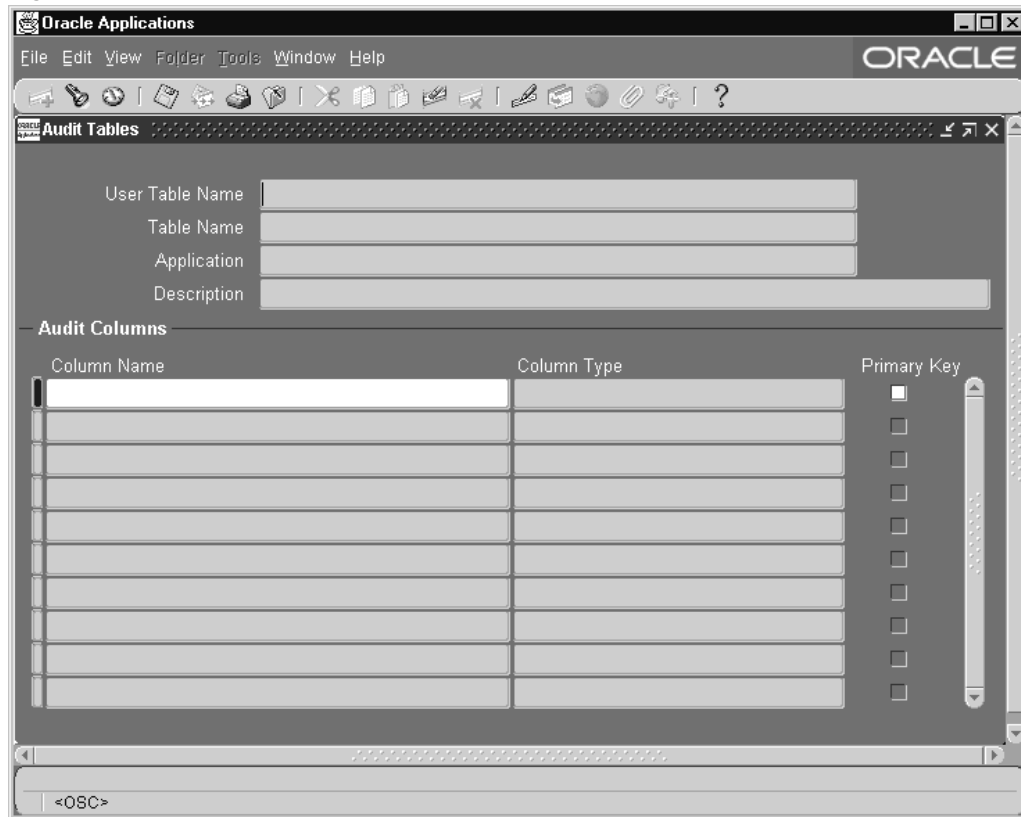 Oracle Applications
File Edit View Folder Tools Window Help
ORACLE
?
Audit Tables
User Table Name
Table Name
Application
Description
Audit Columns
Column Name Column Type Primary Key
<OSC>